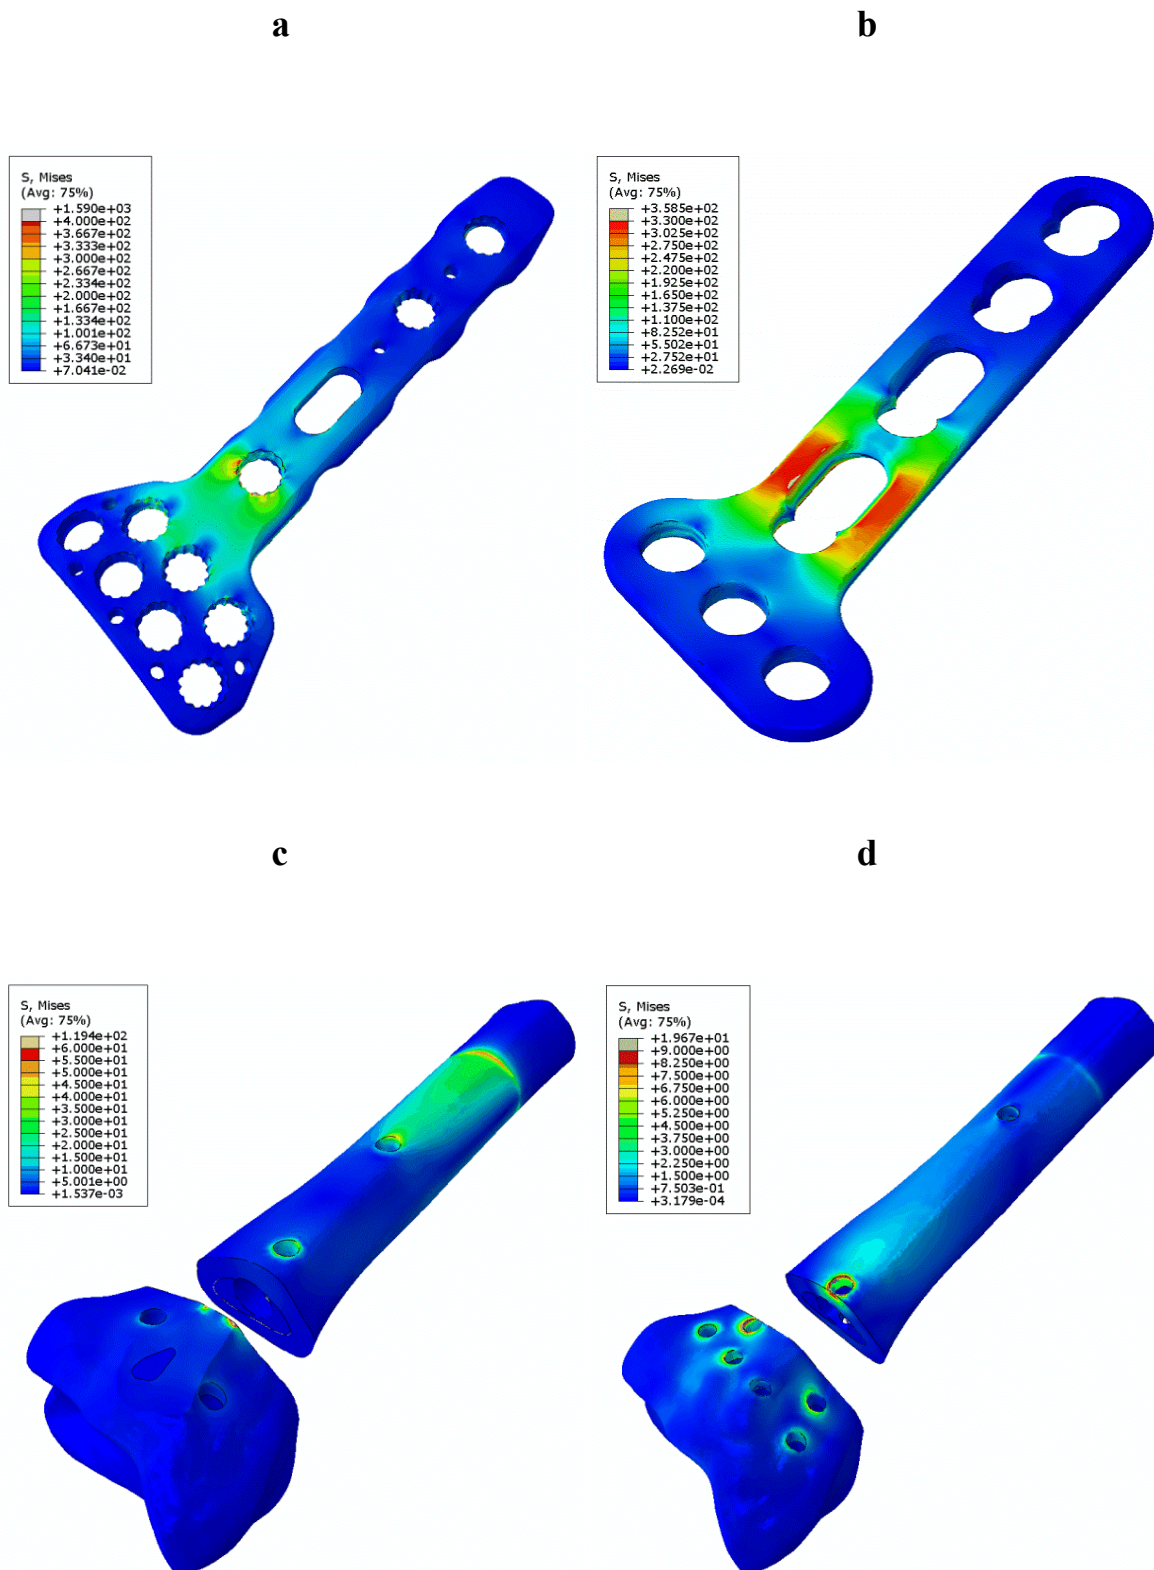 a
b
S, Mises
(Avg: 75%)
+1.590e+03
+4.000e+02
+3.667e+02
+3.333e+02
+3.000e+02
+2.667e+02
+2.334e+02
+2.000e+02
+1.667e+02
+1.334e+02
+1.001e+02
+6.673e+01
+3.340e+01
+7.041e-02
S, Mises
(Avg: 75%)
+3.585e+02
+3.300e+02
+3.025e+02
+2.750e+02
+2.475e+02
+2.200e+02
+1.925e+02
+1.650e+02
+1.375e+02
+1.100e+02
+8.252e+01
+5.502e+01
+2.752e+01
+2.269e-02
c
d
S, Mises
(Avg: 75%)
+1.194e+02
+6.000e+01
+5.500e+01
+5.000e+01
+4.500e+01
+4.000e+01
+3.500e+01
+3.000e+01
+2.500e+01
+2.000e+01
+1.500e+01
+1.000e+01
+5.001e+00
+1.537e-03
S, Mises
(Avg: 75%)
+1.967e+01
+9.000e+00
+8.250e+00
+7.500e+00
+6.750e+00
+6.000e+00
+5.250e+00
+4.500e+00
+3.750e+00
+3.000e+00
+2.250e+00
+1.500e+00
+7.503e-01
+3.179e-04